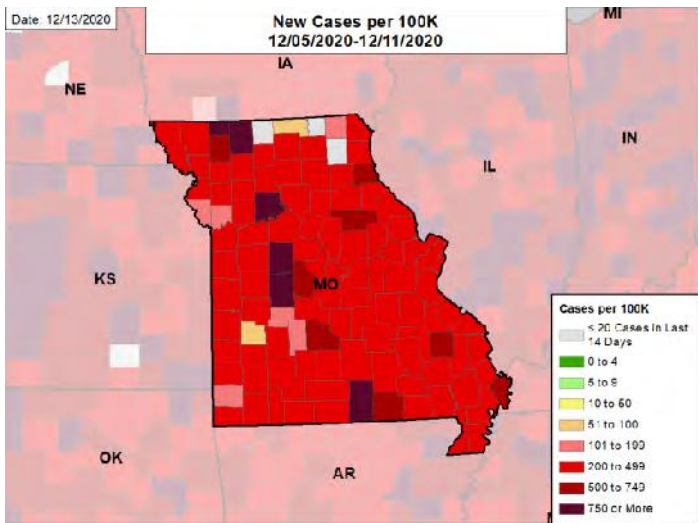 Date: 12/13/2020
New Cases per 100K
12/05/2020-12/11/2020
MI
IA
NE
IN
IL
KS
MO
OK
AR
Cases per 100K
≤ 20 Cases in Last
14 Days
0 to 4
5 to 9
10 to 50
51 to 100
101 to 199
200 to 499
500 to 749
750 or More